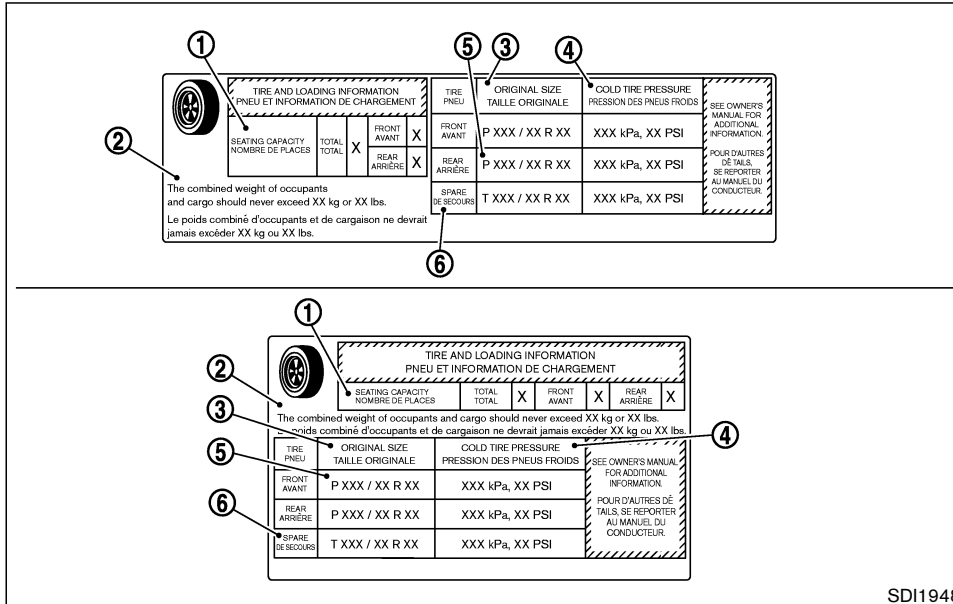 1
5
3
4
2
6
TIRE AND LOADING INFORMATION
PNEU ET INFORMATION DE CHARGEMENT
SEATING CAPACITY
NOMBRE DE PLACES
TOTAL
TOTAL
X
FRONT
AVANT
X
REAR
ARRIÈRE
X
The combined weight of occupants
and cargo should never exceed XX kg or XX lbs.
Le poids combiné d'occupants et de cargaison ne devrait
jamais excéder XX kg ou XX lbs.
TIRE
PNEU
ORIGINAL SIZE
TAILLE ORIGINALE
COLD TIRE PRESSURE
PRESSION DES PNEUS FROIDS
FRONT
AVANT
P XXX / XX R XX
XXX kPa, XX PSI
REAR
ARRIÈRE
P XXX / XX R XX
XXX kPa, XX PSI
SPARE
DE SECOURS
T XXX / XX R XX
XXX kPa, XX PSI
SEE OWNER'S
MANUAL FOR
ADDITIONAL
INFORMATION.
POUR D'AUTRES
DÊ TAILS,
SE REPORTER
AU MANUEL DU
CONDUCTEUR.
1
2
3
5
6
4
TIRE AND LOADING INFORMATION
PNEU ET INFORMATION DE CHARGEMENT
SEATING CAPACITY
NOMBRE DE PLACES
TOTAL
TOTAL
X
FRONT
AVANT
X
REAR
ARRIÈRE
X
The combined weight of occupants and cargo should never exceed XX kg or XX lbs.
Le poids combiné d'occupants et de cargaison ne devrait jamais excéder XX kg ou XX lbs.
TIRE
PNEU
ORIGINAL SIZE
TAILLE ORIGINALE
COLD TIRE PRESSURE
PRESSION DES PNEUS FROIDS
FRONT
AVANT
P XXX / XX R XX
XXX kPa, XX PSI
REAR
ARRIÈRE
P XXX / XX R XX
XXX kPa, XX PSI
SPARE
DE SECOURS
T XXX / XX R XX
XXX kPa, XX PSI
SEE OWNER'S MANUAL
FOR ADDITIONAL
INFORMATION.
POUR D'AUTRES DÊ
TAILS, SE REPORTER
AU MANUEL DU
CONDUCTEUR.
SDI1948